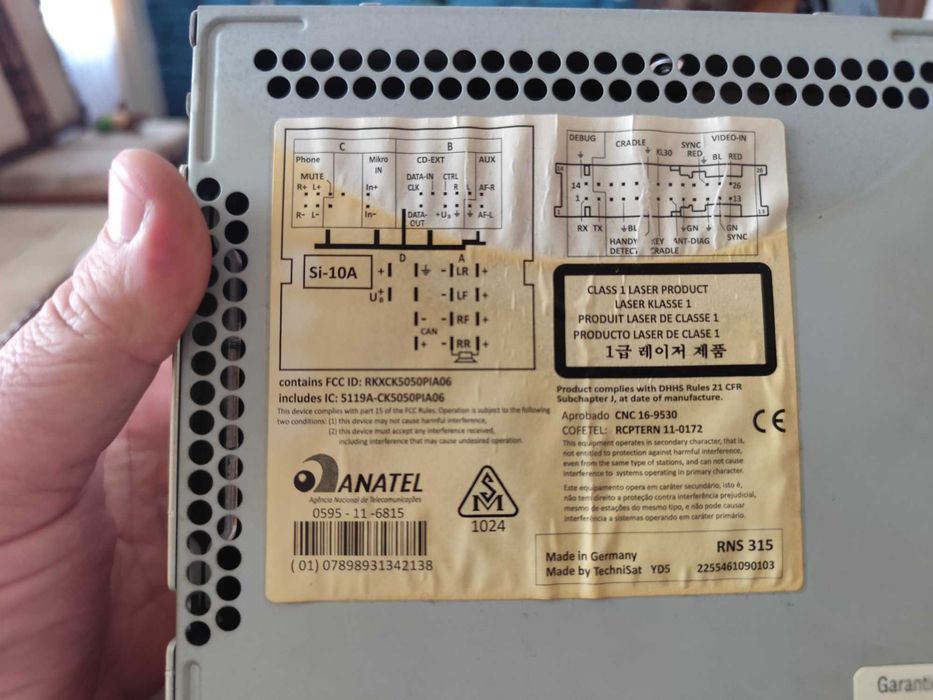 Phone C Mikro IN B CD-EXT AUX
MUTE DATA-IN CTRL
R+ L+ In+ CLK R L AF-R
R- L- In- DATA-OUT +UB AF-L
D A
Si-10A + - LR +
UB+ - LF +
- - RF +
CAN
+ - RR +
DEBUG CRADLE KL30 SYNC RED VIDEO-IN BL RED
14 26
1 13
RX TX BL GN GN
HANDY DETECT KEY CRADLE ANT-DIAG SYNC
CLASS 1 LASER PRODUCT
LASER KLASSE 1
PRODUIT LASER DE CLASSE 1
PRODUCTO LASER DE CLASE 1
1급 레이저 제품
contains FCC ID: RKXCK5050PIA06
includes IC: 5119A-CK5050PIA06
This device complies with part 15 of the FCC Rules. Operation is subject to the following
two conditions: (1) this device may not cause harmful interference,
(2) this device must accept any interference received,
including interference that may cause undesired operation.
Product complies with DHHS Rules 21 CFR
Subchapter J, at date of manufacture.
Aprobado CNC 16-9530
COFETEL: RCPTERN 11-0172
CE
This equipment operates in secondary character, that is,
not entitled to protection against harmful interference,
even from the same type of stations, and can not cause
interference to systems operating in primary character.
Este equipamento opera em caráter secundário, isto é,
não tem direito a proteção contra interferência prejudicial,
mesmo de estações do mesmo tipo, e não pode causar
interferência a sistemas operando em caráter primário.
ANATEL
Agência Nacional de Telecomunicações
0595 - 11 -6815
( 01) 07898931342138
S M
1024
Made in Germany RNS 315
Made by TechniSat YD5 2255461090103
Garanti